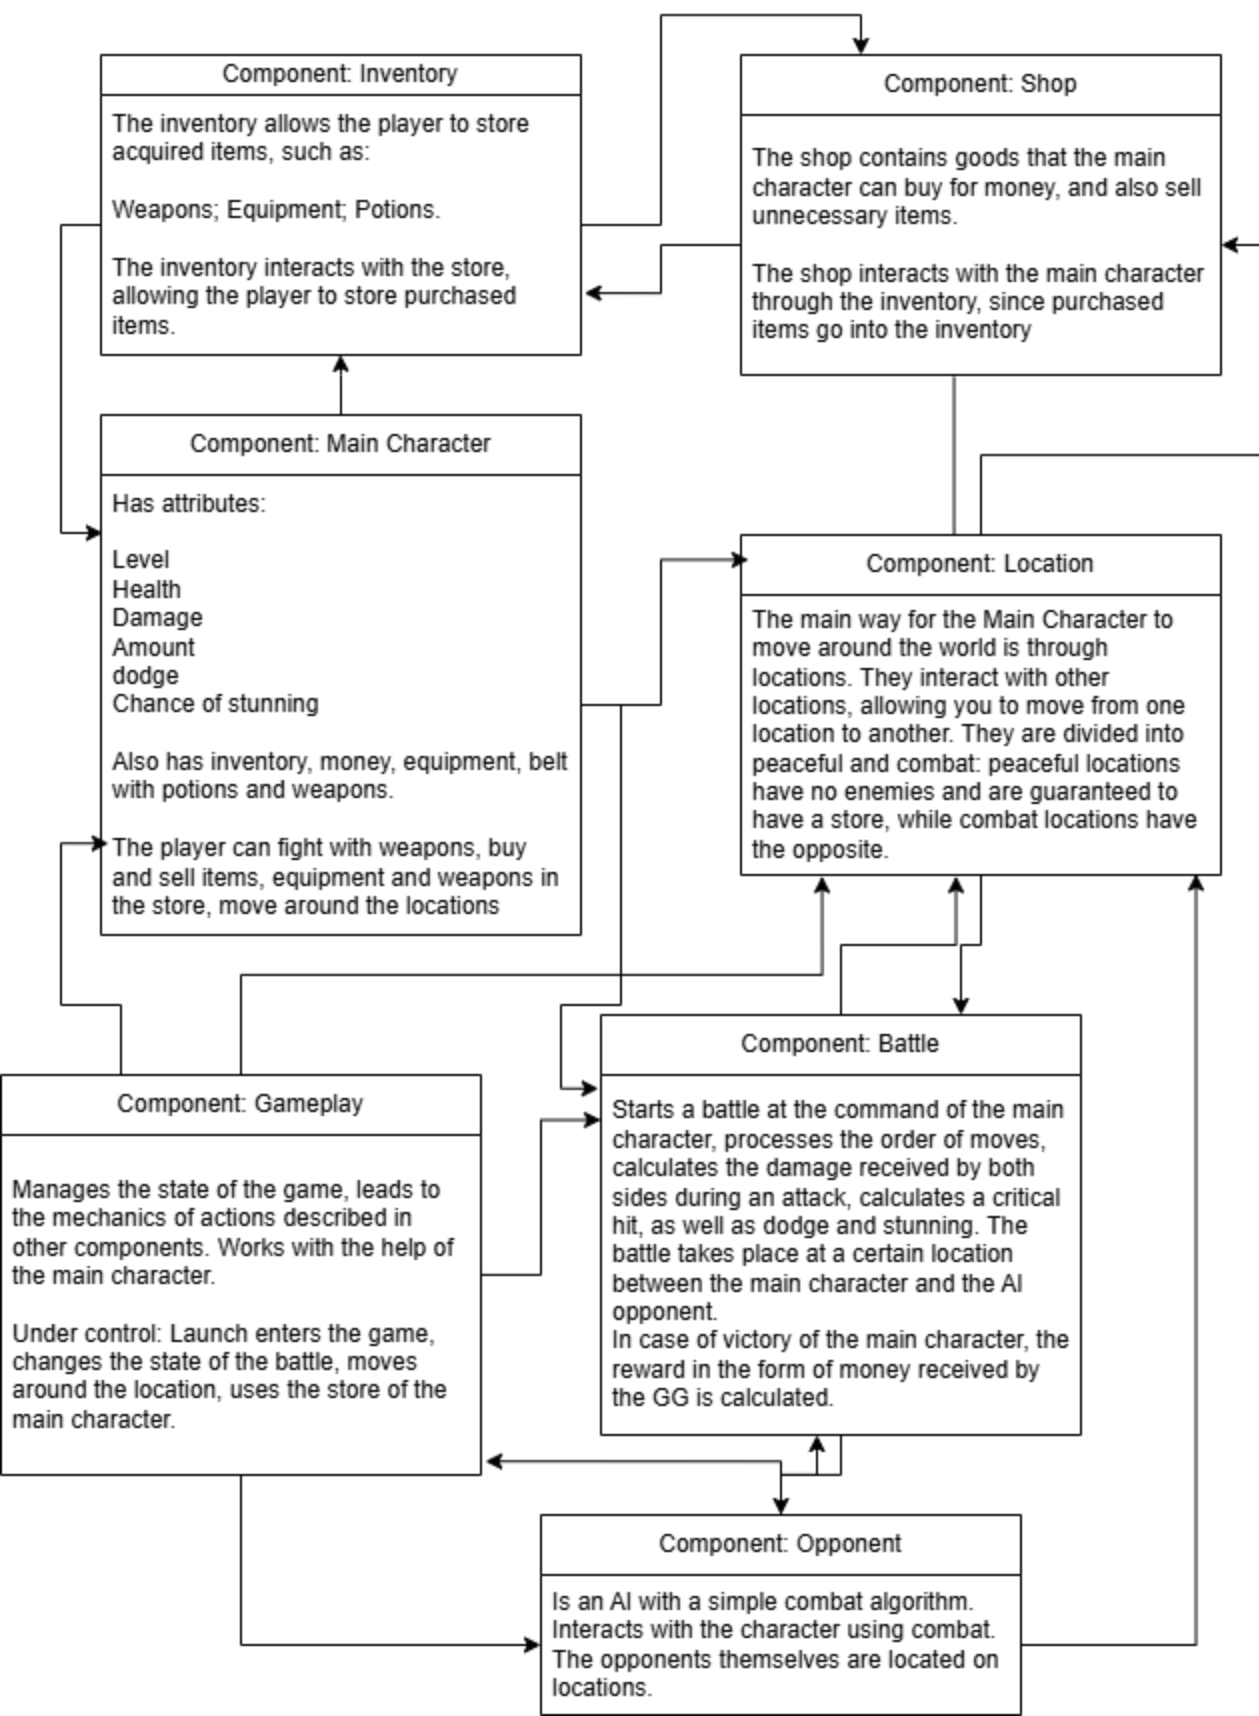 Component: Inventory
The inventory allows the player to store
acquired items, such as:
Weapons; Equipment; Potions.
The inventory interacts with the store,
allowing the player to store purchased
items.
Component: Shop
The shop contains goods that the main
character can buy for money, and also sell
unnecessary items.
The shop interacts with the main character
through the inventory, since purchased
items go into the inventory
Component: Main Character
Has attributes:
Level
Health
Damage
Amount
dodge
Chance of stunning
Also has inventory, money, equipment, belt
with potions and weapons.
The player can fight with weapons, buy
and sell items, equipment and weapons in
the store, move around the locations
Component: Location
The main way for the Main Character to
move around the world is through
locations. They interact with other
locations, allowing you to move from one
location to another. They are divided into
peaceful and combat: peaceful locations
have no enemies and are guaranteed to
have a store, while combat locations have
the opposite.
Component: Gameplay
Manages the state of the game, leads to
the mechanics of actions described in
other components. Works with the help of
the main character.
Under control: Launch enters the game,
changes the state of the battle, moves
around the location, uses the store of the
main character.
Component: Battle
Starts a battle at the command of the main
character, processes the order of moves,
calculates the damage received by both
sides during an attack, calculates a critical
hit, as well as dodge and stunning. The
battle takes place at a certain location
between the main character and the AI
opponent.
In case of victory of the main character, the
reward in the form of money received by
the GG is calculated.
Component: Opponent
Is an AI with a simple combat algorithm.
Interacts with the character using combat.
The opponents themselves are located on
locations.